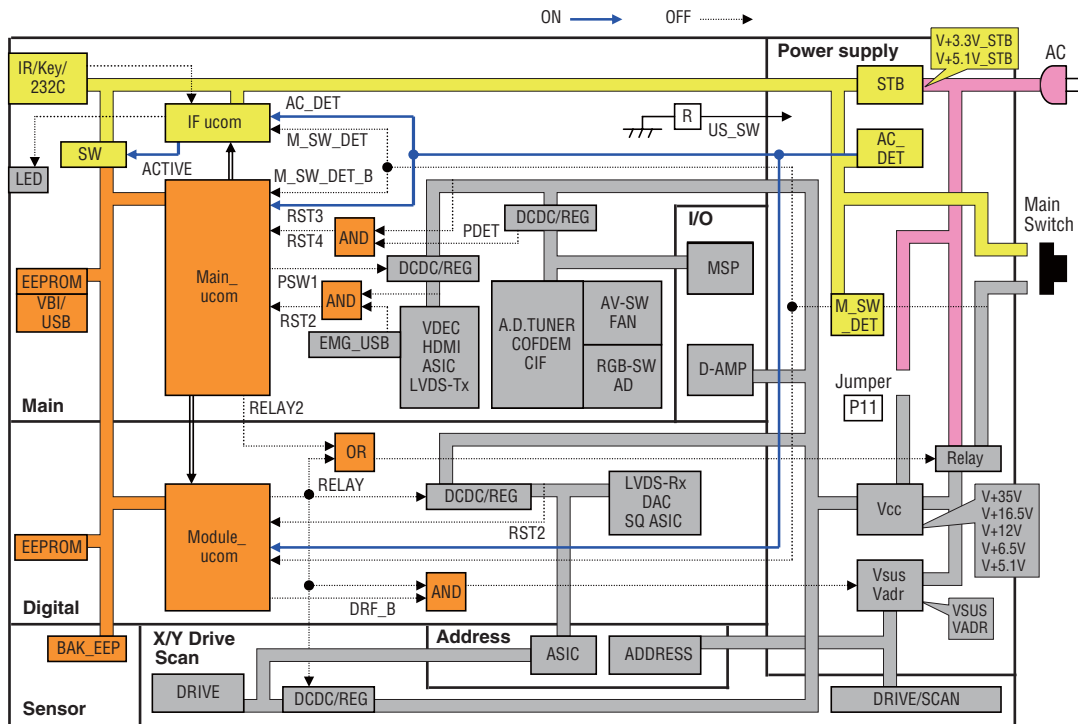 ON
OFF
Power supply
V+3.3V_STB
V+5.1V_STB
AC
IR/Key/
232C
STB
IF ucom
AC_DET
R
US_SW
AC_
DET
M_SW_DET
SW
ACTIVE
LED
M_SW_DET_B
Main
Switch
RST3
RST4
AND
PDET
DCDC/REG
I/O
MSP
Main_
ucom
DCDC/REG
EEPROM
VBI/
USB
PSW1
AND
RST2
EMG_USB
VDEC
HDMI
ASIC
LVDS-Tx
A.D.TUNER
COFDEM
CIF
AV-SW
FAN
RGB-SW
AD
M_SW
_DET
D-AMP
Jumper
P11
Main
RELAY2
OR
RELAY
Relay
DCDC/REG
LVDS-Rx
DAC
SQ ASIC
RST2
Vcc
V+35V
V+16.5V
V+12V
V+6.5V
V+5.1V
EEPROM
Module_
ucom
AND
DRF_B
Vsus
Vadr
VSUS
VADR
Digital
BAK_EEP
X/Y Drive
Scan
Address
ASIC
ADDRESS
DRIVE
DCDC/REG
DRIVE/SCAN
Sensor